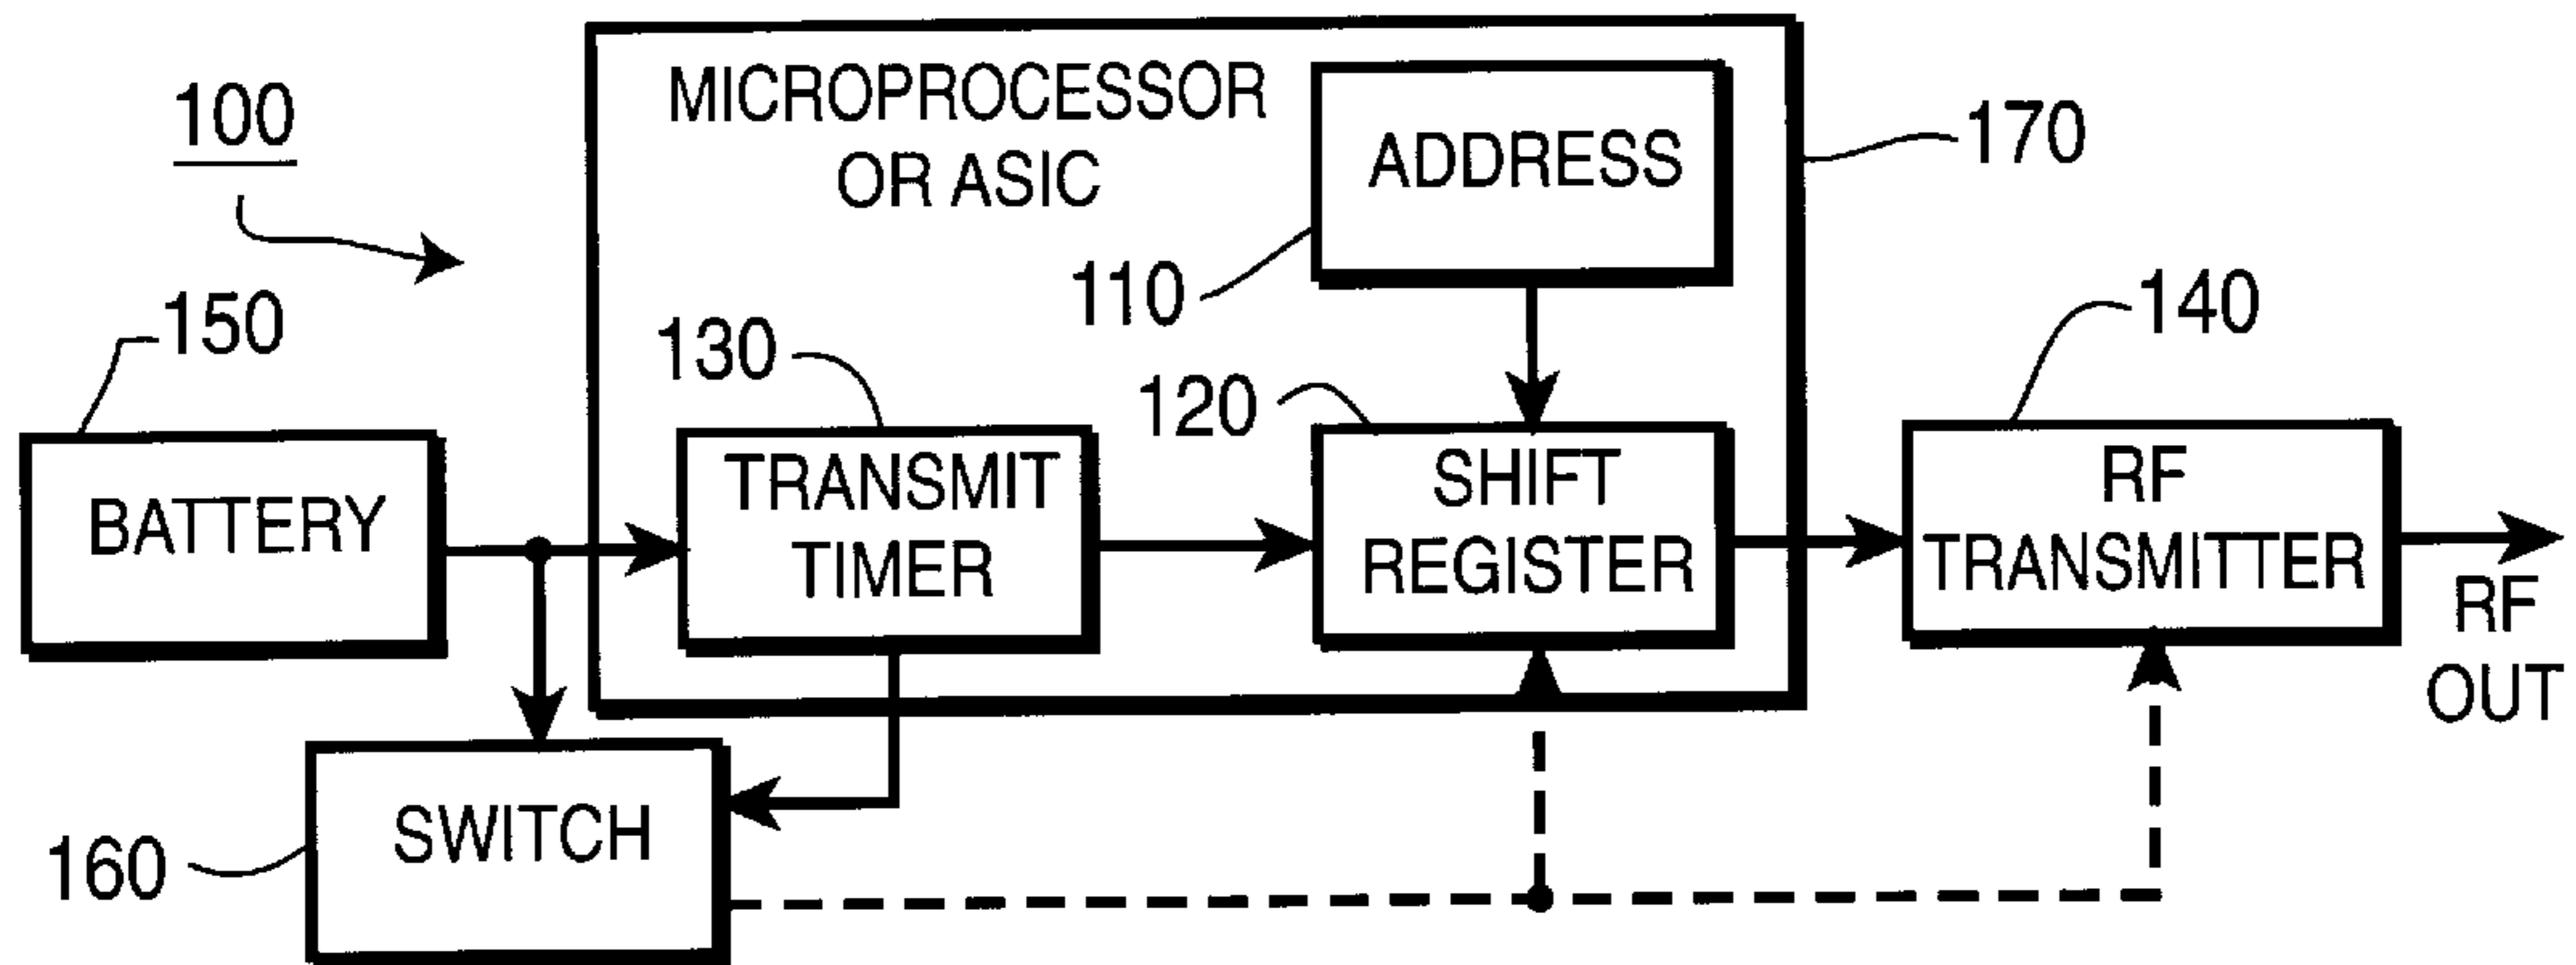 100
MICROPROCESSOR
OR ASIC
ADDRESS
170
110
150
130
120
140
BATTERY
TRANSMIT
TIMER
SHIFT
REGISTER
RF
TRANSMITTER
RF
OUT
SWITCH
160